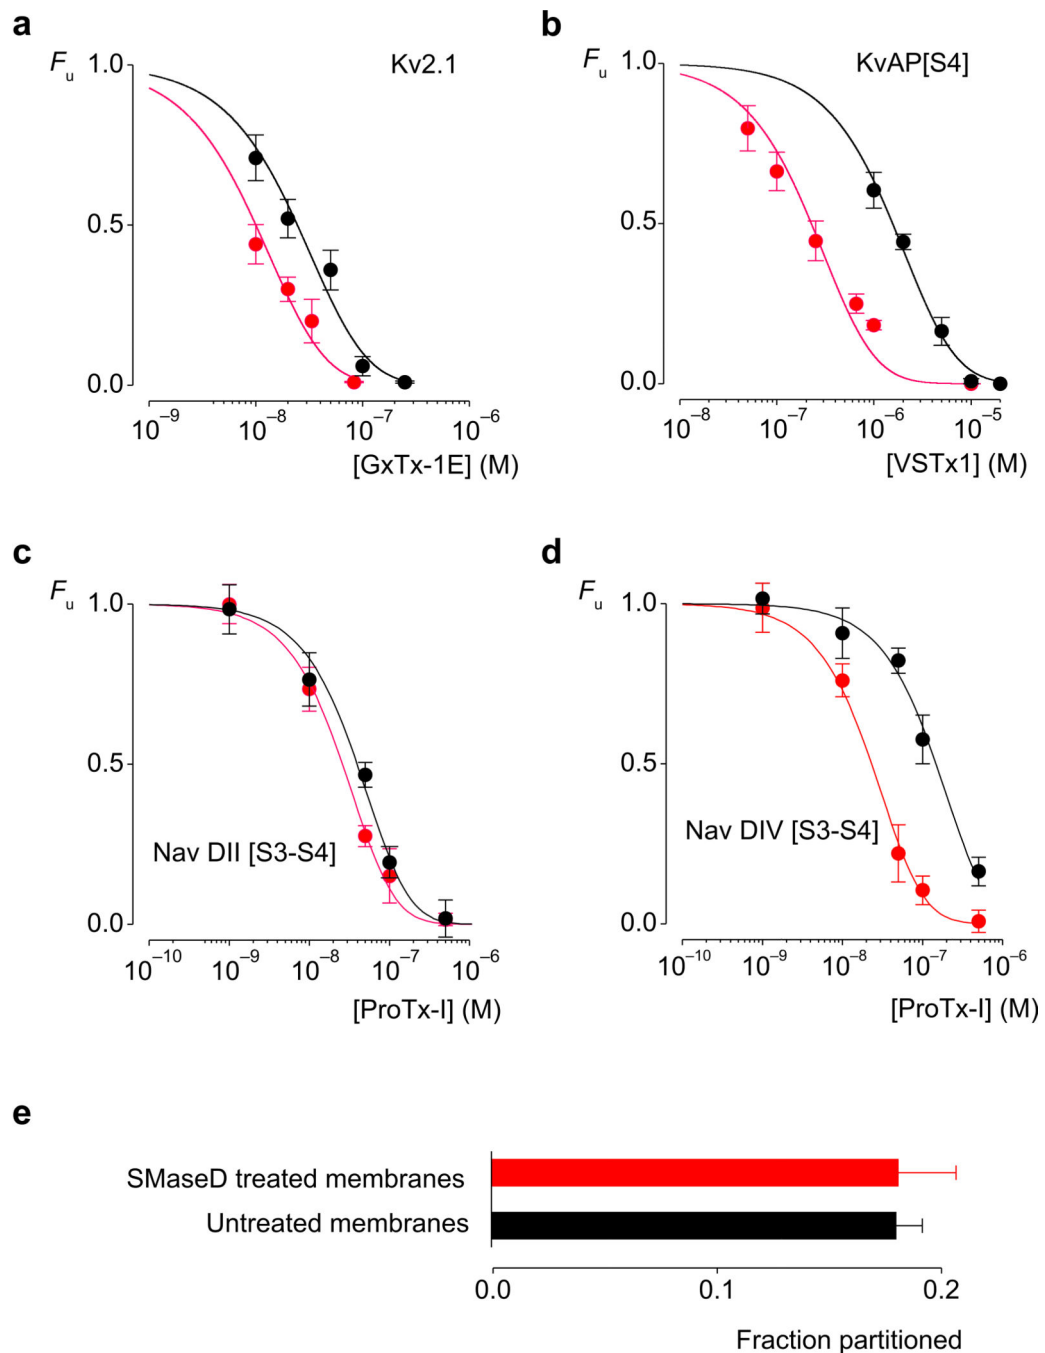 a
F_u 1.0
Kv2.1
0.5
0.0
10⁻⁹ 10⁻⁸ 10⁻⁷ 10⁻⁶
[GxTx-1E] (M)
b
F_u 1.0
KvAP[S4]
0.5
0.0
10⁻⁸ 10⁻⁷ 10⁻⁶ 10⁻⁵
[VSTx1] (M)
c
F_u 1.0
0.5
Nav DII [S3-S4]
0.0
10⁻¹⁰ 10⁻⁹ 10⁻⁸ 10⁻⁷ 10⁻⁶
[ProTx-I] (M)
d
F_u 1.0
0.5
Nav DIV [S3-S4]
0.0
10⁻¹⁰ 10⁻⁹ 10⁻⁸ 10⁻⁷ 10⁻⁶
[ProTx-I] (M)
e
SMaseD treated membranes
Untreated membranes
0.0 0.1 0.2
Fraction partitioned